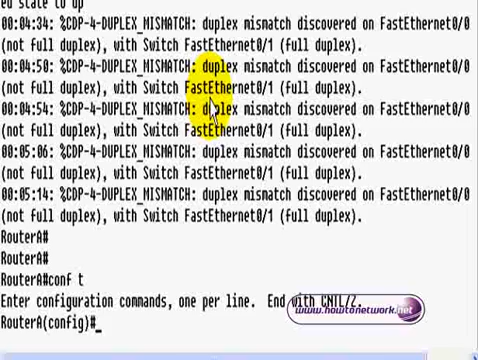 ed state to up
00:04:34: %CDP-4-DUPLEX_MISMATCH: duplex mismatch discovered on FastEthernet0/0
(not full duplex), with Switch FastEthernet0/1 (full duplex).
00:04:50: %CDP-4-DUPLEX_MISMATCH: duplex mismatch discovered on FastEthernet0/0
(not full duplex), with Switch FastEthernet0/1 (full duplex).
00:04:54: %CDP-4-DUPLEX_MISMATCH: duplex mismatch discovered on FastEthernet0/0
(not full duplex), with Switch FastEthernet0/1 (full duplex).
00:05:06: %CDP-4-DUPLEX_MISMATCH: duplex mismatch discovered on FastEthernet0/0
(not full duplex), with Switch FastEthernet0/1 (full duplex).
00:05:14: %CDP-4-DUPLEX_MISMATCH: duplex mismatch discovered on FastEthernet0/0
(not full duplex), with Switch FastEthernet0/1 (full duplex).
RouterA#
RouterA#
RouterA#conf t
Enter configuration commands, one per line.  End with CNTL/Z.
www.howtonetwork.net
RouterA(config)#_